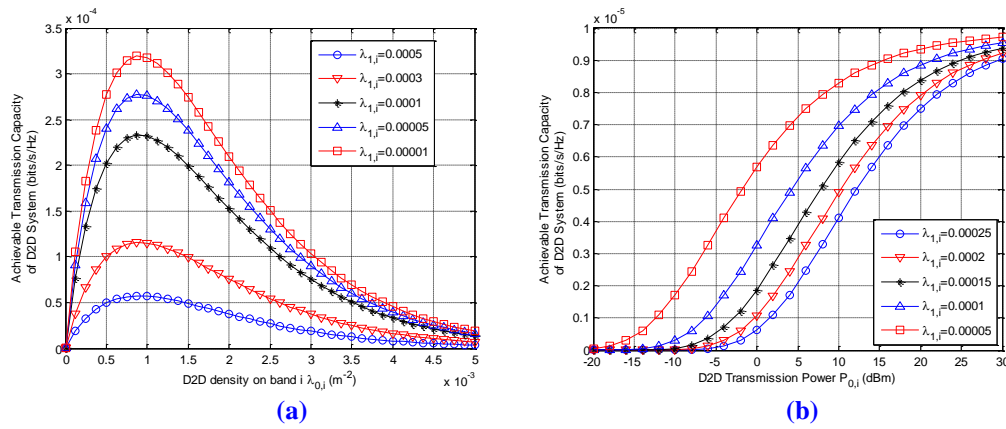 x 10⁻⁴
3.5
3
2.5
2
1.5
1
0.5
0
Achievable Transmission Capacity
of D2D System (bits/s/Hz)
λ1,i=0.0005
λ1,i=0.0003
λ1,i=0.0001
λ1,i=0.00005
λ1,i=0.00001
0 0.5 1 1.5 2 2.5 3 3.5 4 4.5 5
x 10⁻³
D2D density on band i λ0,i (m⁻²)
(a)
x 10⁻⁵
1
0.9
0.8
0.7
0.6
0.5
0.4
0.3
0.2
0.1
0
Achievable Transmission Capacity
of D2D System (bits/s/Hz)
λ1,i=0.00025
λ1,i=0.0002
λ1,i=0.00015
λ1,i=0.0001
λ1,i=0.00005
-20 -15 -10 -5 0 5 10 15 20 25 30
D2D Transmission Power P0,i (dBm)
(b)